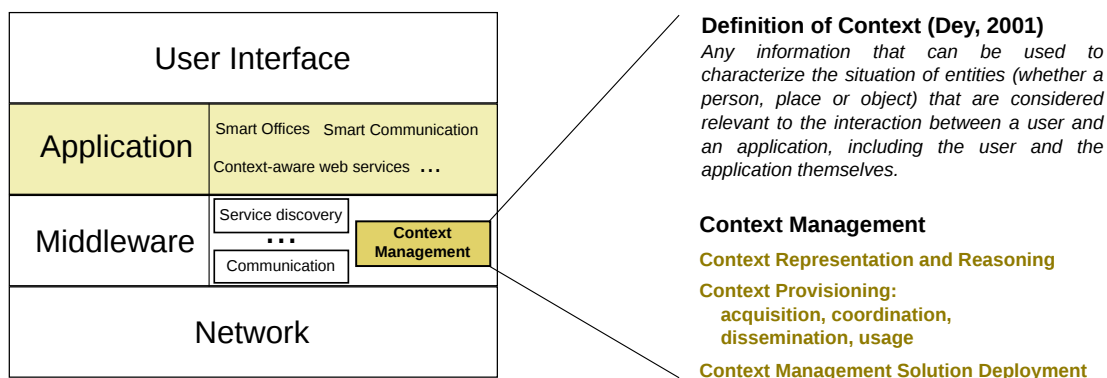 User Interface
Application
Smart Offices Smart Communication
Context-aware web services ...
Middleware
Service discovery
...
Communication
Context
Management
Network
Definition of Context (Dey, 2001)
Any information that can be used to
characterize the situation of entities (whether a
person, place or object) that are considered
relevant to the interaction between a user and
an application, including the user and the
application themselves.
Context Management
Context Representation and Reasoning
Context Provisioning:
acquisition, coordination,
dissemination, usage
Context Management Solution Deployment